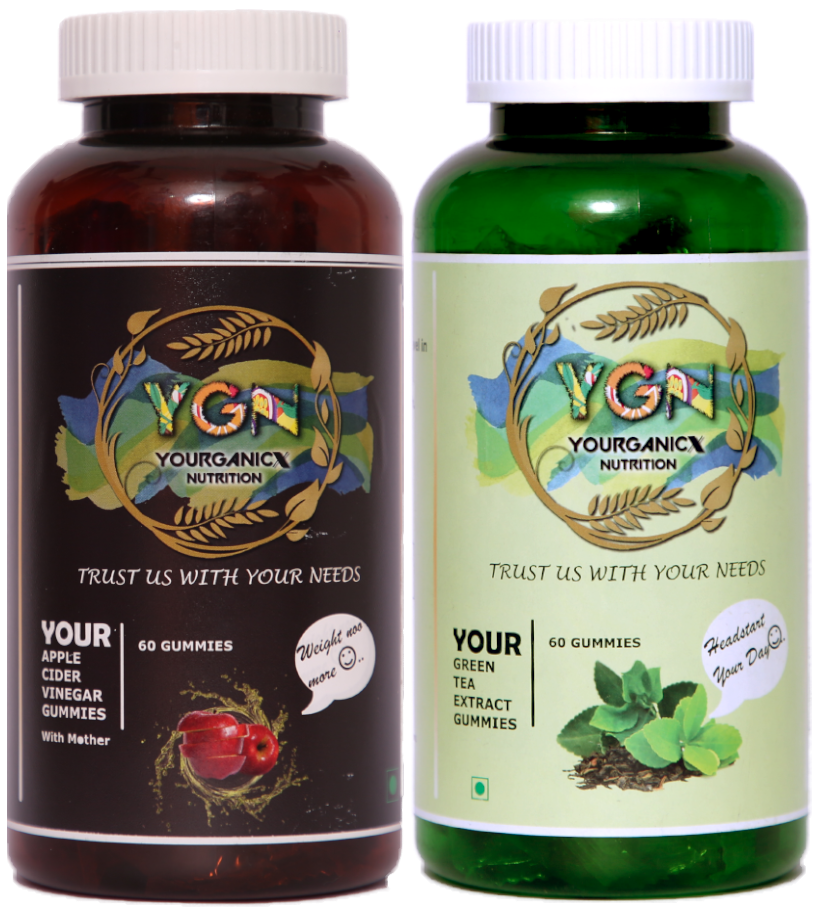 YGN
YOURGANICX
NUTRITION
TRUST US WITH YOUR NEEDS
YOUR
APPLE
CIDER
VINEGAR
GUMMIES
With Mother
60 GUMMIES
Weight noo
more ☺..
YGN
YOURGANICX
NUTRITION
TRUST US WITH YOUR NEEDS
YOUR
GREEN
TEA
EXTRACT
GUMMIES
60 GUMMIES
Headstart
Your Day☺..